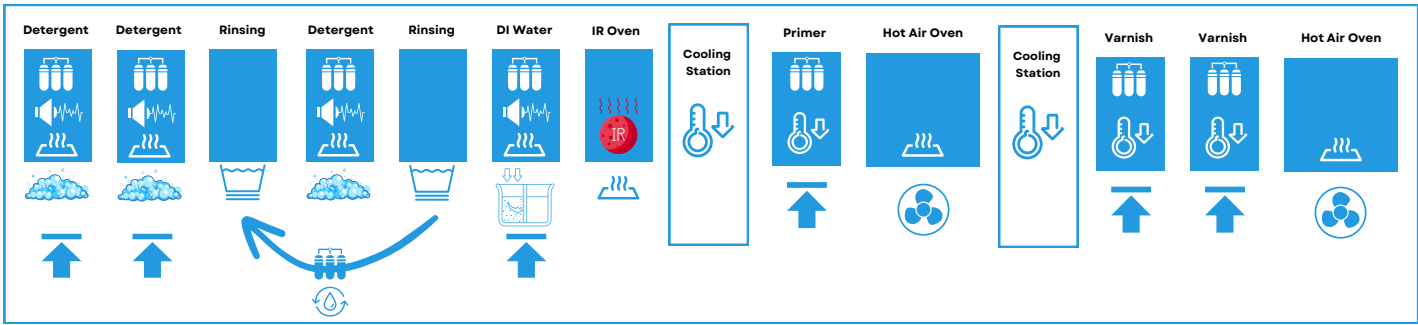 Detergent
Detergent
Rinsing
Detergent
Rinsing
DI Water
IR Oven
IR
Cooling
Station
Primer
Hot Air Oven
Cooling
Station
Varnish
Varnish
Hot Air Oven